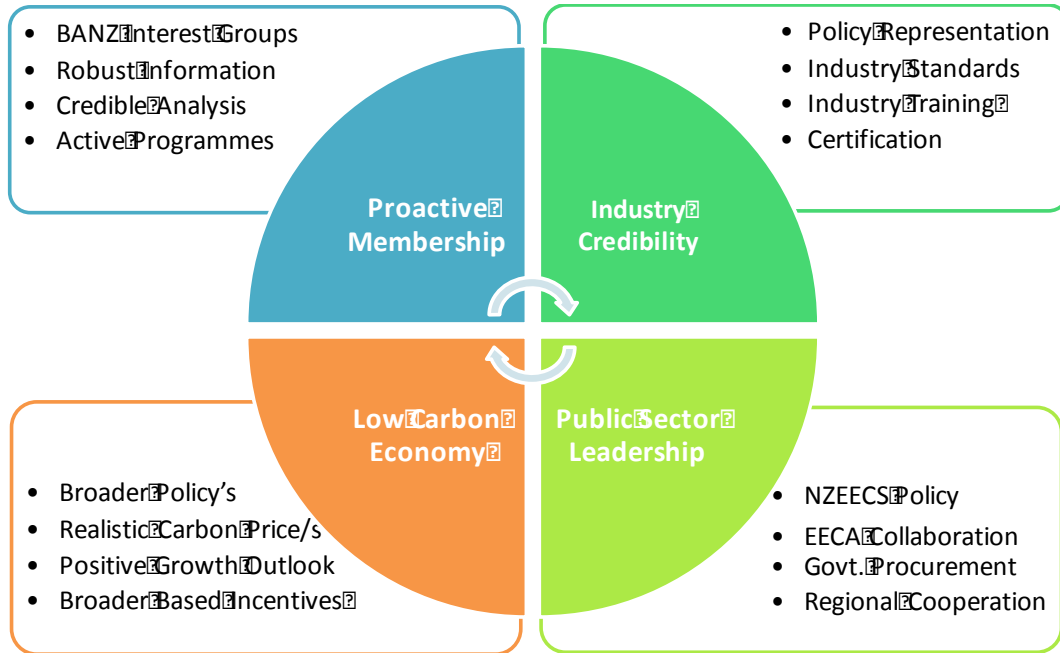 • BANZ Interest Groups
• Robust Information
• Credible Analysis
• Active Programmes
• Policy Representation
• Industry Standards
• Industry Training
• Certification
Proactive
Membership
Industry
Credibility
Low Carbon
Economy
Public Sector
Leadership
• Broader Policy’s
• Realistic Carbon Price/s
• Positive Growth Outlook
• Broader Based Incentives
• NZEECS Policy
• EECA Collaboration
Govt. Procurement
• Regional Cooperation